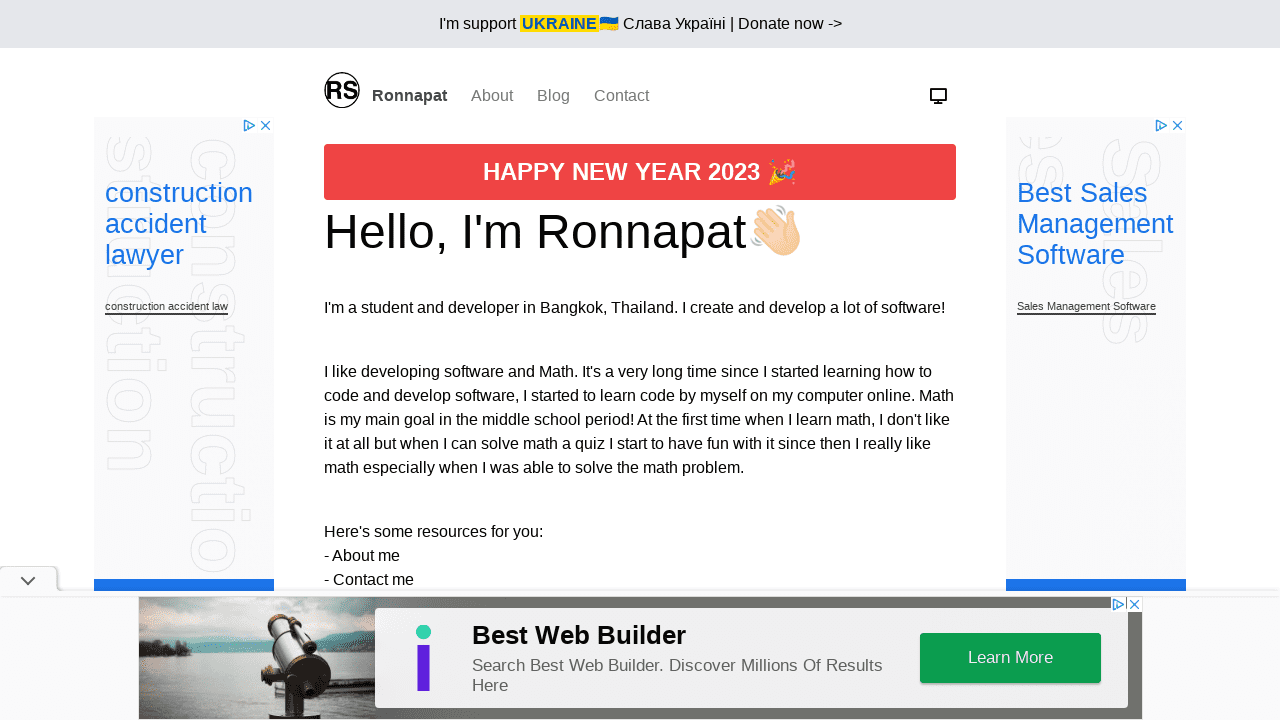 I'm support UKRAINE🇺🇦 Слава Україні | Donate now ->
RS Ronnapat About Blog Contact
HAPPY NEW YEAR 2023 🎉
Hello, I'm Ronnapat👋🏻
I'm a student and developer in Bangkok, Thailand. I create and develop a lot of software!
I like developing software and Math. It's a very long time since I started learning how to
code and develop software, I started to learn code by myself on my computer online. Math
is my main goal in the middle school period! At the first time when I learn math, I don't like
it at all but when I can solve math a quiz I start to have fun with it since then I really like
math especially when I was able to solve the math problem.
Here's some resources for you:
- About me
- Contact me
construction
accident
lawyer
construction accident law
construction
Best Sales
Management
Software
Sales Management Software
Sales
Best Web Builder
Search Best Web Builder. Discover Millions Of Results
Here
Learn More